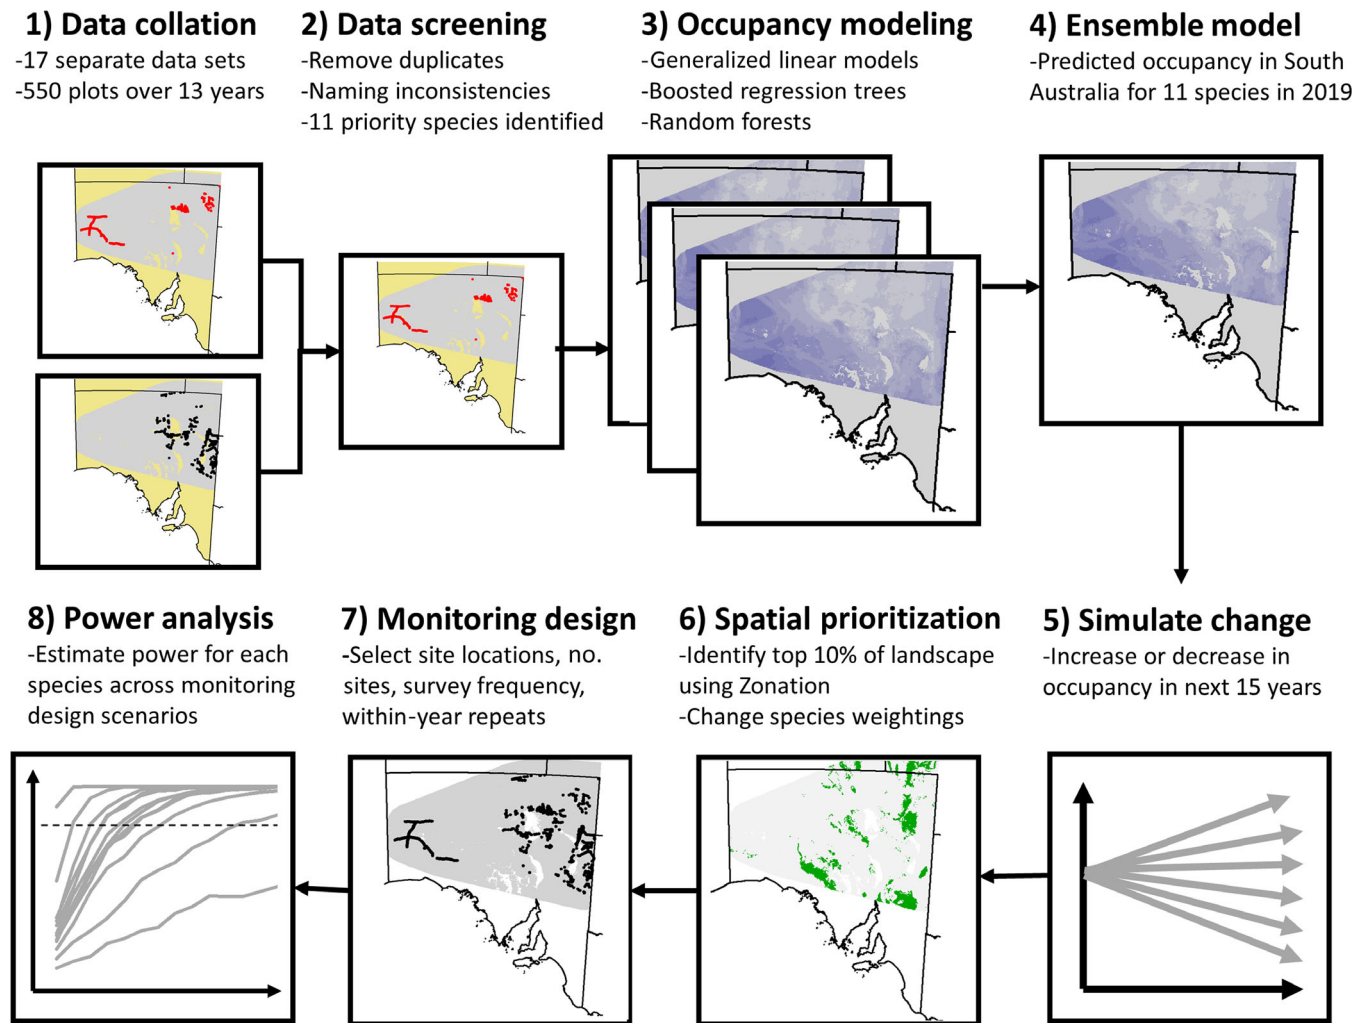 1) Data collation
-17 separate data sets
-550 plots over 13 years
2) Data screening
-Remove duplicates
-Naming inconsistencies
-11 priority species identified
3) Occupancy modeling
-Generalized linear models
-Boosted regression trees
-Random forests
4) Ensemble model
-Predicted occupancy in South
Australia for 11 species in 2019
8) Power analysis
-Estimate power for each
species across monitoring
design scenarios
7) Monitoring design
-Select site locations, no.
sites, survey frequency,
within-year repeats
6) Spatial prioritization
-Identify top 10% of landscape
using Zonation
-Change species weightings
5) Simulate change
-Increase or decrease in
occupancy in next 15 years